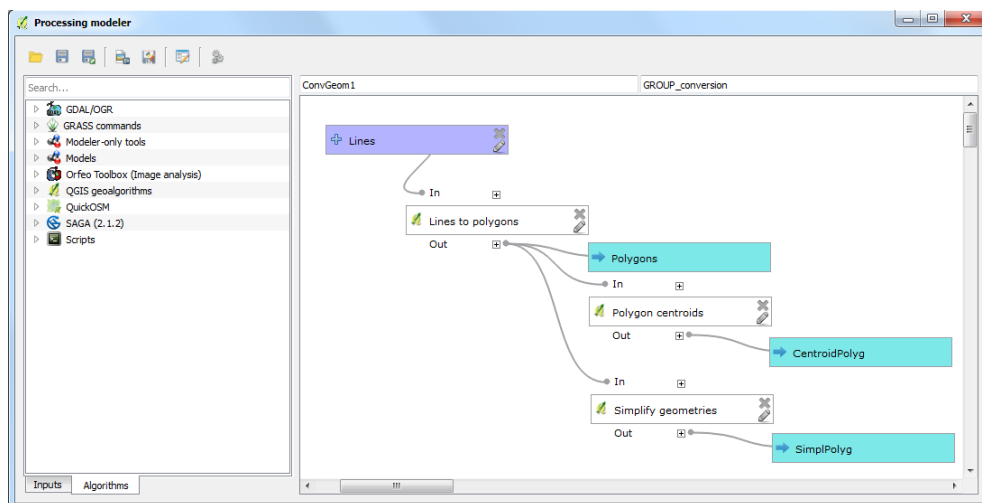 Processing modeler
Search...
GDAL/OGR
GRASS commands
Modeler-only tools
Models
Orfeo Toolbox (Image analysis)
QGIS geoalgorithms
QuickOSM
SAGA (2.1.2)
Scripts
Inputs
Algorithms
ConvGeom1
GROUP_conversion
Lines
In
Lines to polygons
Out
Polygons
In
Polygon centroids
Out
CentroidPolyg
In
Simplify geometries
Out
SimplPolyg